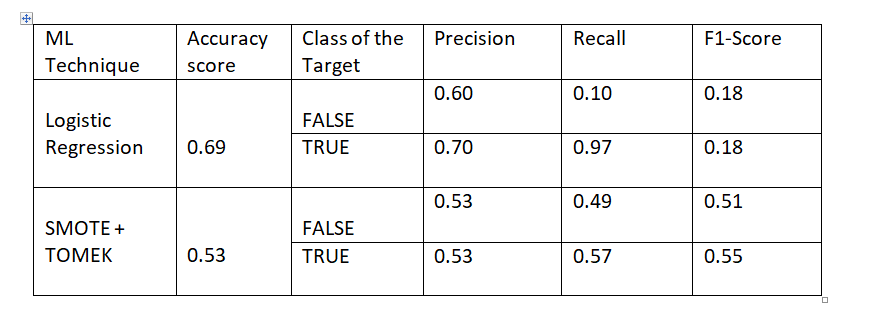 ML Technique Accuracy score Class of the Target Precision Recall F1-Score
Logistic Regression 0.69 FALSE 0.60 0.10 0.18
TRUE 0.70 0.97 0.18
SMOTE + TOMEK 0.53 FALSE 0.53 0.49 0.51
TRUE 0.53 0.57 0.55